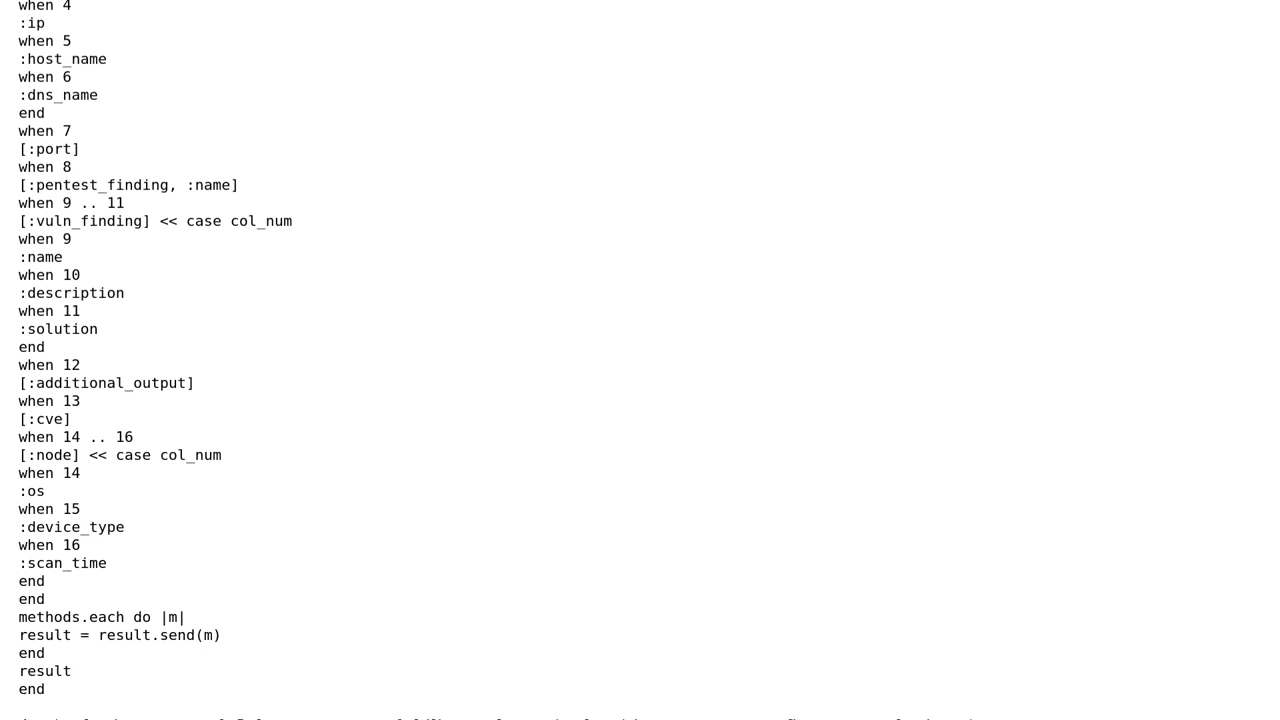 when 4
:ip
when 5
:host_name
when 6
:dns_name
end
when 7
[:port]
when 8
[:pentest_finding, :name]
when 9 .. 11
[:vuln_finding] << case col_num
when 9
:name
when 10
:description
when 11
:solution
end
when 12
[:additional_output]
when 13
[:cve]
when 14 .. 16
[:node] << case col_num
when 14
:os
when 15
:device_type
when 16
:scan_time
end
end
methods.each do |m|
result = result.send(m)
end
result
end